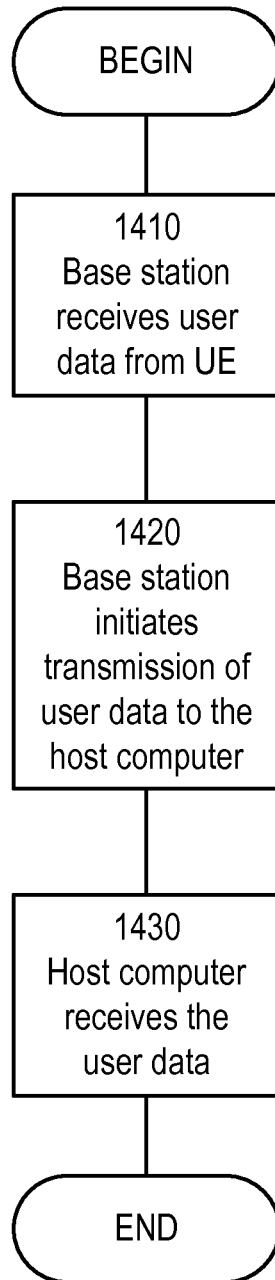 BEGIN
1410
Base station
receives user
data from UE
1420
Base station
initiates
transmission of
user data to the
host computer
1430
Host computer
receives the
user data
END